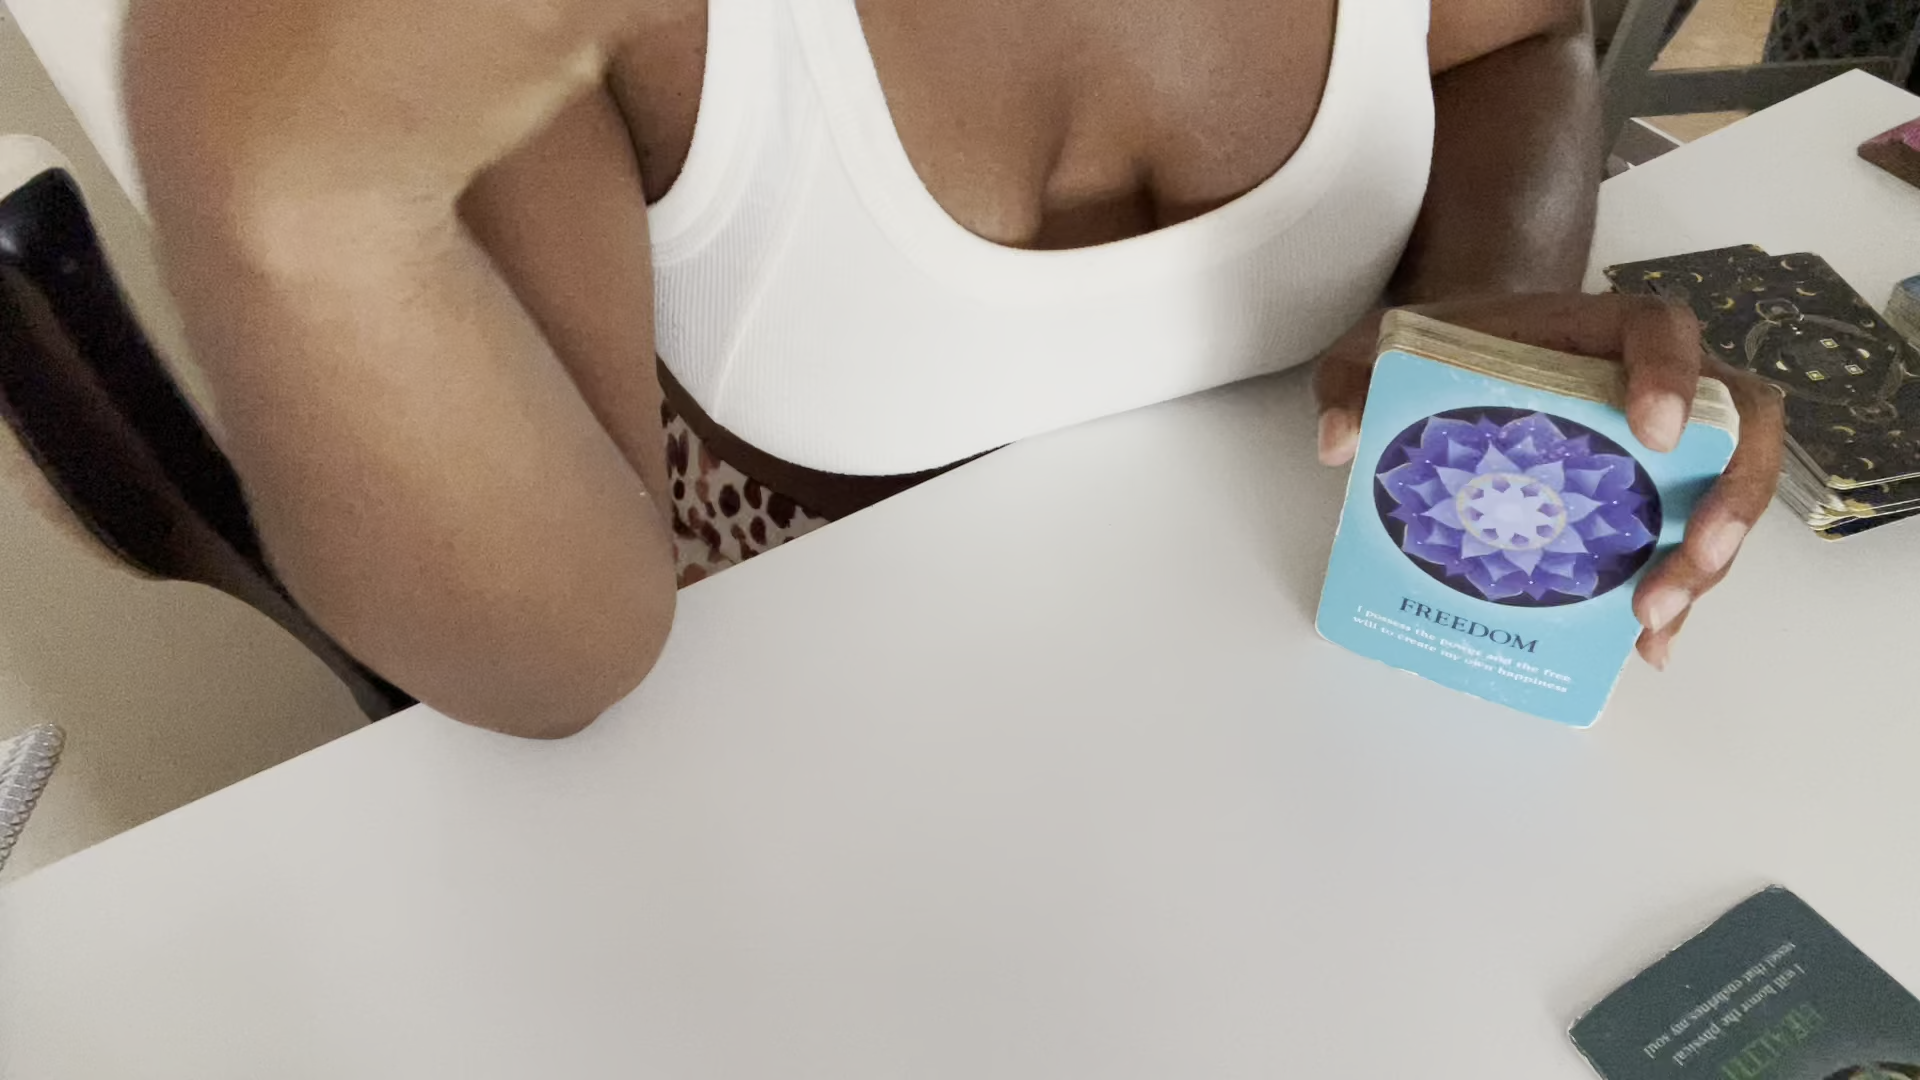 FREEDOM
I possess the power and the free
will to create my own happiness
HEALTH
I will honor the physical
vessel that enshrines my soul